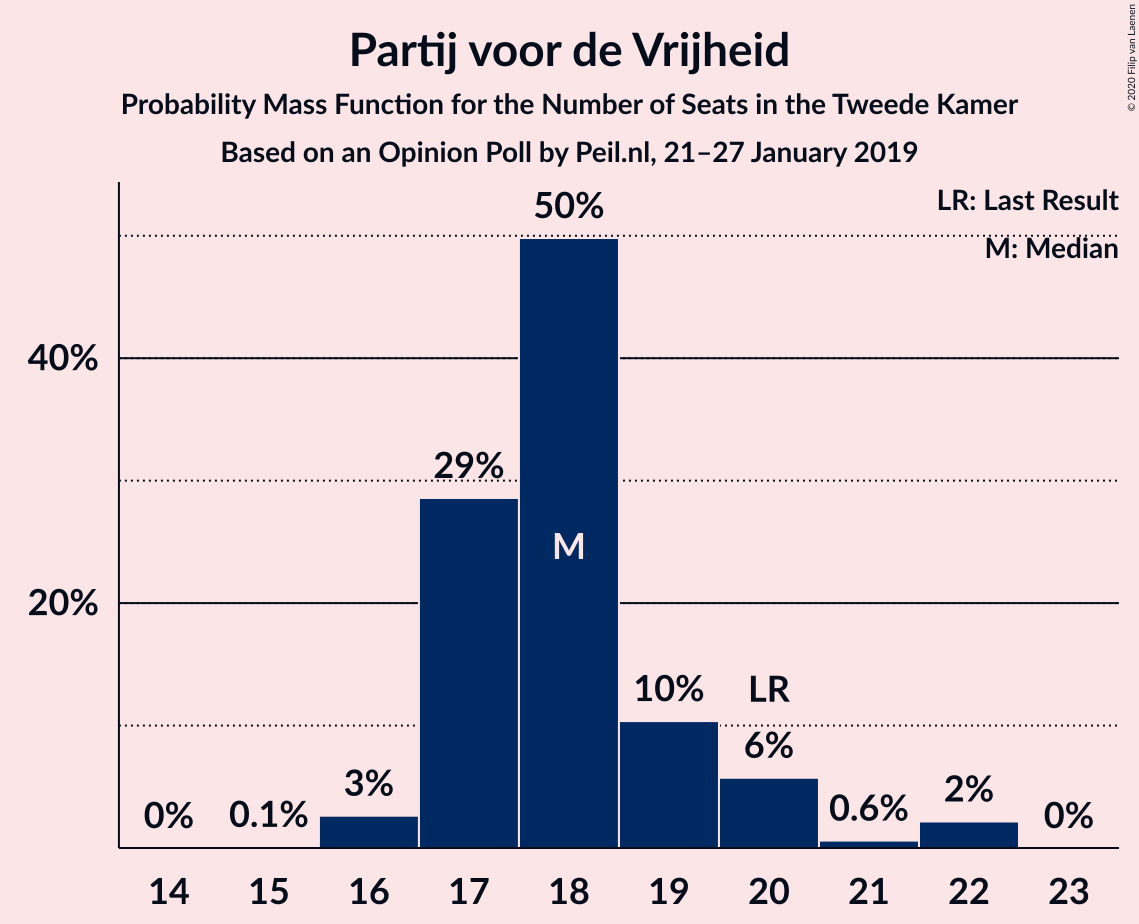 Partij voor de Vrijheid
Probability Mass Function for the Number of Seats in the Tweede Kamer
Based on an Opinion Poll by Peil.nl, 21–27 January 2019
© 2020 Filip van Laenen
LR: Last Result
M: Median
50%
40%
29%
M
20%
10%
LR
6%
3%
0%
0.1%
0.6%
2%
0%
14 15 16 17 18 19 20 21 22 23